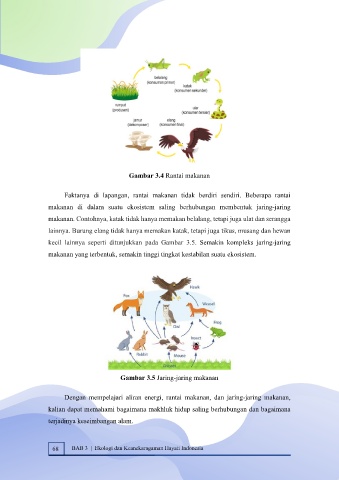 belalang
(konsumen primer)
katak
(konsumen sekunder)
rumput
(produsen)
ular
(konsumen tersier)
jamur
(dekomposer)
elang
(konsumen final)
Gambar 3.4 Rantai makanan
Faktanya di lapangan, rantai makanan tidak berdiri sendiri. Beberapa rantai
makanan di dalam suatu ekosistem saling berhubungan membentuk jaring-jaring
makanan. Contohnya, katak tidak hanya memakan belalang, tetapi juga ulat dan serangga
lainnya. Burung elang tidak hanya memakan katak, tetapi juga tikus, musang dan hewan
kecil lainnya seperti ditunjukkan pada Gambar 3.5. Semakin kompleks jaring-jaring
makanan yang terbentuk, semakin tinggi tingkat kestabilan suatu ekosistem.
Hawk
Fox
Weasel
Owl
Frog
Insect
Rabbit
Mouse
Gambar 3.5 Jaring-jaring makanan
Dengan mempelajari aliran energi, rantai makanan, dan jaring-jaring makanan,
kalian dapat memahami bagaimana makhluk hidup saling berhubungan dan bagaimana
terjadinya keseimbangan alam.
68 BAB 3 | Ekologi dan Keanekaragaman Hayati Indonesia